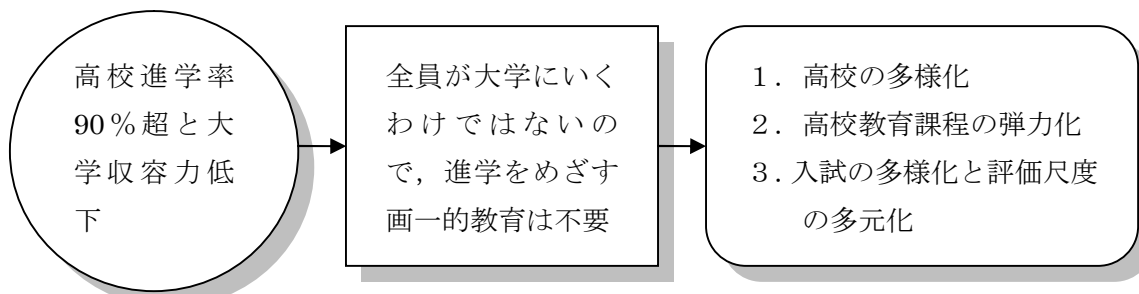 高校進学率
90％超と大
学収容力低
下
全員が大学にいく
わけではないの
で，進学をめざす
画一的教育は不要
１．高校の多様化
２．高校教育課程の弾力化
３．入試の多様化と評価尺度
の多元化